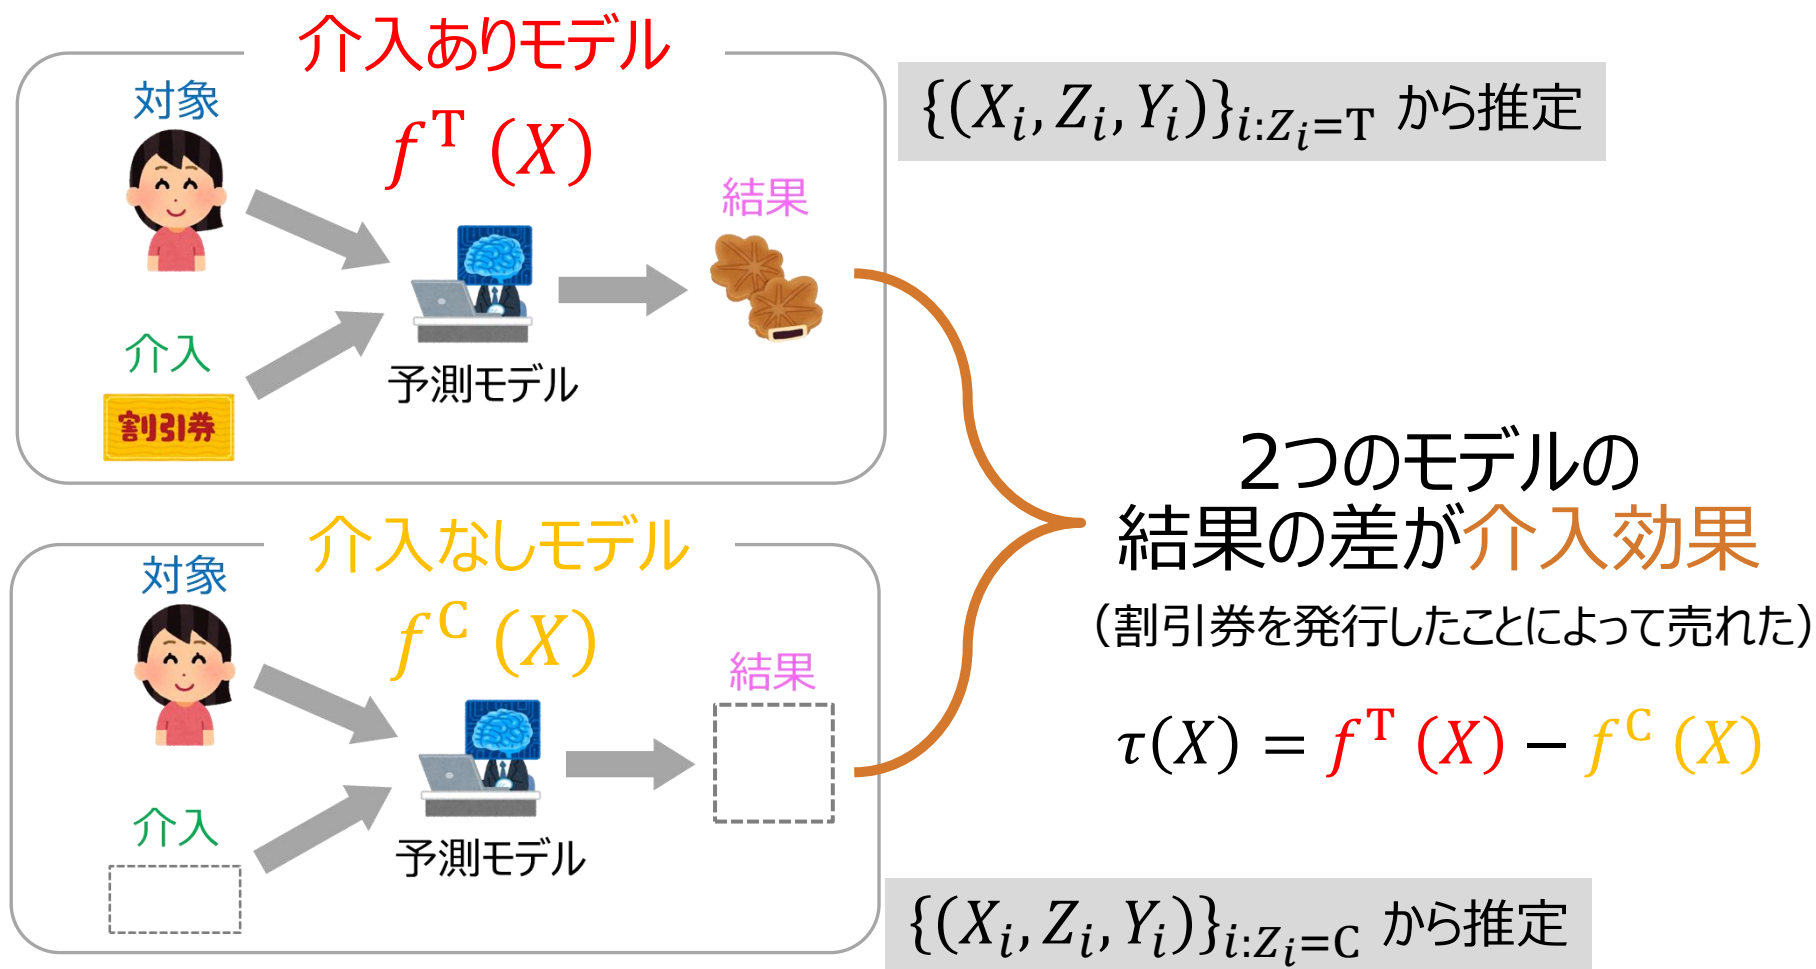 介入ありモデル
対象
f^T (X)
{(X_i, Z_i, Y_i)}_{i:Z_i=T} から推定
結果
介入
割引券
予測モデル
介入なしモデル
対象
f^C (X)
結果
介入
予測モデル
{(X_i, Z_i, Y_i)}_{i:Z_i=C} から推定
2つのモデルの
結果の差が介入効果
（割引券を発行したことによって売れた）
τ(X) = f^T (X) − f^C (X)